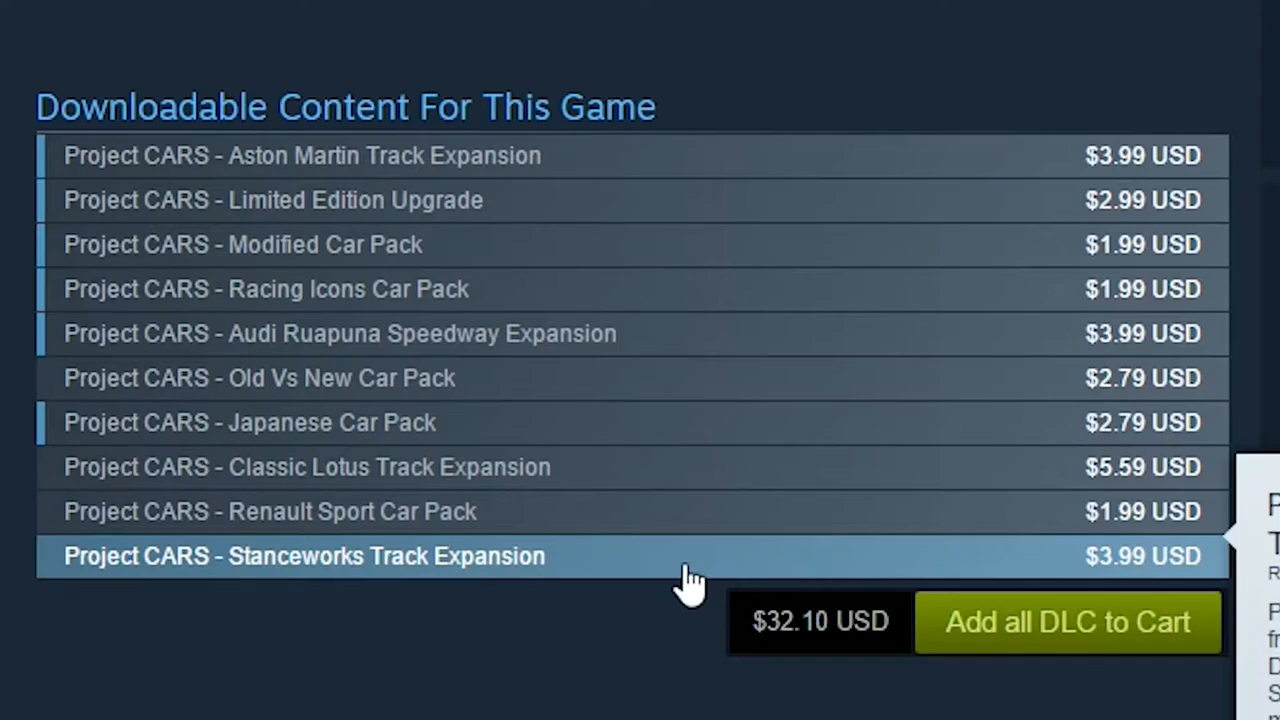 Downloadable Content For This Game
Project CARS - Aston Martin Track Expansion $3.99 USD
Project CARS - Limited Edition Upgrade $2.99 USD
Project CARS - Modified Car Pack $1.99 USD
Project CARS - Racing Icons Car Pack $1.99 USD
Project CARS - Audi Ruapuna Speedway Expansion $3.99 USD
Project CARS - Old Vs New Car Pack $2.79 USD
Project CARS - Japanese Car Pack $2.79 USD
Project CARS - Classic Lotus Track Expansion $5.59 USD
Project CARS - Renault Sport Car Pack $1.99 USD
Project CARS - Stanceworks Track Expansion $3.99 USD
$32.10 USD Add all DLC to Cart